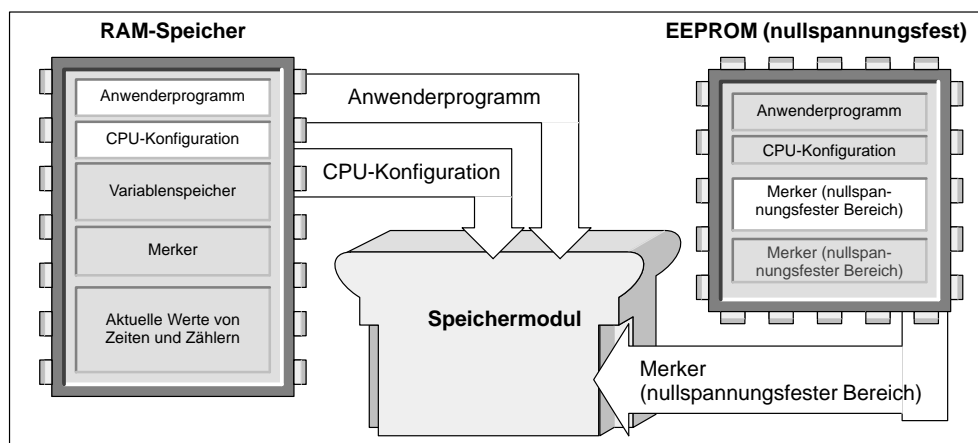 RAM-Speicher
Anwenderprogramm
CPU-Konfiguration
Variablenspeicher
Merker
Aktuelle Werte von
Zeiten und Zählern
Anwenderprogramm
CPU-Konfiguration
Speichermodul
EEPROM (nullspannungsfest)
Anwenderprogramm
CPU-Konfiguration
Merker (nullspan-
nungsfester Bereich)
Merker (nullspan-
nungsfester Bereich)
Merker
(nullspannungsfester Bereich)